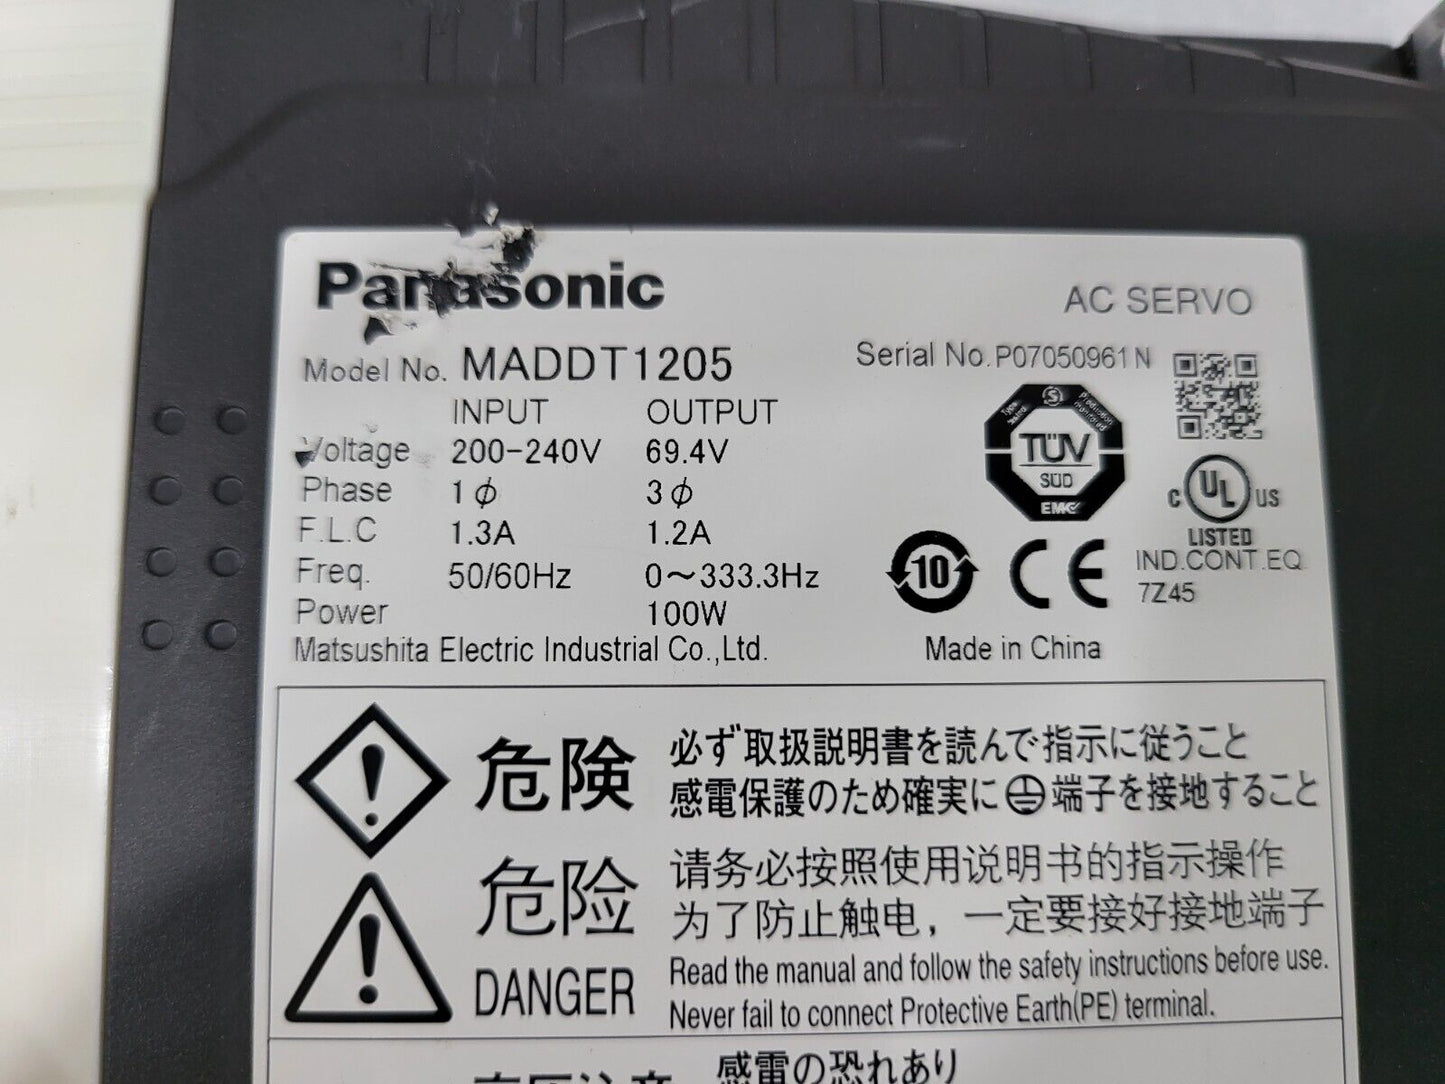 Panasonic
AC SERVO
Model No. MADDT1205
Serial No. P07050961N
INPUT OUTPUT
Voltage 200-240V 69.4V
Phase 1ϕ 3ϕ
F.L.C 1.3A 1.2A
Freq. 50/60Hz 0～333.3Hz
Power 100W
Matsushita Electric Industrial Co.,Ltd.
TÜV
SÜD
EMC
C UL US
LISTED
IND.CONT.EQ
7Z45
10
CE
Made in China
危険
必ず取扱説明書を読んで指示に従うこと
感電保護のため確実に端子を接地すること
危险
请务必按照使用说明书的指示操作
为了防止触电，一定要接好接地端子
DANGER
Read the manual and follow the safety instructions before use.
Never fail to connect Protective Earth(PE) terminal.
感電の恐れあり